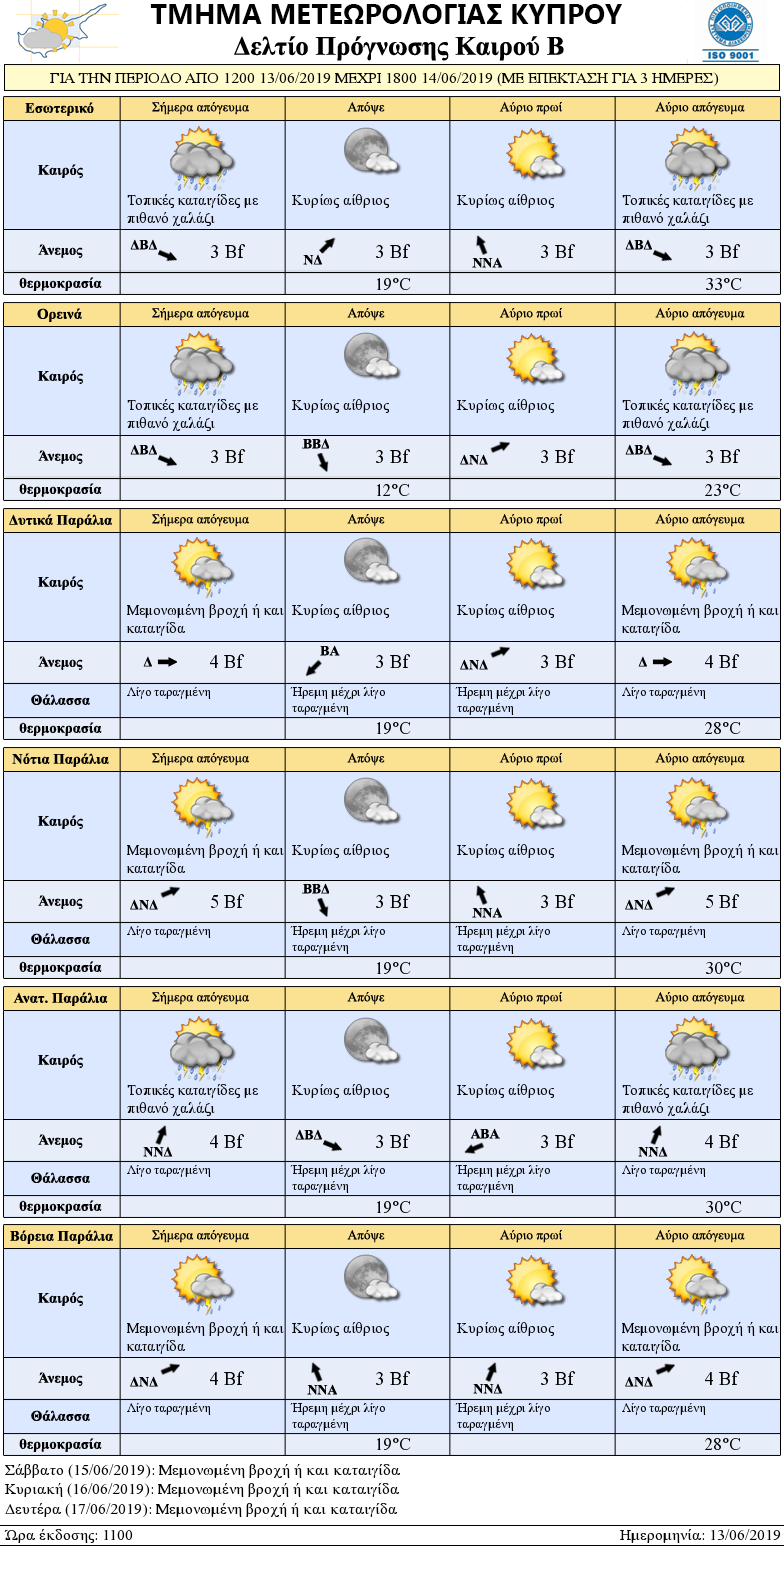 ΤΜΗΜΑ ΜΕΤΕΩΡΟΛΟΓΙΑΣ ΚΥΠΡΟΥ
Δελτίο Πρόγνωσης Καιρού Β
ISO 9001
ΓΙΑ ΤΗΝ ΠΕΡΙΟΔΟ ΑΠΟ 1200 13/06/2019 ΜΕΧΡΙ 1800 14/06/2019 (ΜΕ ΕΠΕΚΤΑΣΗ ΓΙΑ 3 ΗΜΕΡΕΣ)
Εσωτερικό Σήμερα απόγευμα Απόψε Αύριο πρωί Αύριο απόγευμα
Καιρός
Τοπικές καταιγίδες με Κυρίως αίθριος Κυρίως αίθριος Τοπικές καταιγίδες με
πιθανό χαλάζι πιθανό χαλάζι
Άνεμος ΔΒΔ 3 Bf ΝΔ 3 Bf ΝΝΑ 3 Bf ΔΒΔ 3 Bf
θερμοκρασία 19°C 33°C
Ορεινά Σήμερα απόγευμα Απόψε Αύριο πρωί Αύριο απόγευμα
Καιρός
Τοπικές καταιγίδες με Κυρίως αίθριος Κυρίως αίθριος Τοπικές καταιγίδες με
πιθανό χαλάζι πιθανό χαλάζι
Άνεμος ΔΒΔ 3 Bf ΒΒΔ 3 Bf ΔΝΔ 3 Bf ΔΒΔ 3 Bf
θερμοκρασία 12°C 23°C
Δυτικά Παράλια Σήμερα απόγευμα Απόψε Αύριο πρωί Αύριο απόγευμα
Καιρός
Μεμονωμένη βροχή ή και Κυρίως αίθριος Κυρίως αίθριος Μεμονωμένη βροχή ή και
καταιγίδα καταιγίδα
Άνεμος Δ 4 Bf ΒΑ 3 Bf ΔΝΔ 3 Bf Δ 4 Bf
Θάλασσα Λίγο ταραγμένη Ήρεμη μέχρι λίγο Ήρεμη μέχρι λίγο Λίγο ταραγμένη
ταραγμένη ταραγμένη
θερμοκρασία 19°C 28°C
Νότια Παράλια Σήμερα απόγευμα Απόψε Αύριο πρωί Αύριο απόγευμα
Καιρός
Μεμονωμένη βροχή ή και Κυρίως αίθριος Κυρίως αίθριος Μεμονωμένη βροχή ή και
καταιγίδα καταιγίδα
Άνεμος ΔΝΔ 5 Bf ΒΒΔ 3 Bf ΝΝΑ 3 Bf ΔΝΔ 5 Bf
Θάλασσα Λίγο ταραγμένη Ήρεμη μέχρι λίγο Ήρεμη μέχρι λίγο Λίγο ταραγμένη
ταραγμένη ταραγμένη
θερμοκρασία 19°C 30°C
Ανατ. Παράλια Σήμερα απόγευμα Απόψε Αύριο πρωί Αύριο απόγευμα
Καιρός
Τοπικές καταιγίδες με Κυρίως αίθριος Κυρίως αίθριος Τοπικές καταιγίδες με
πιθανό χαλάζι πιθανό χαλάζι
Άνεμος ΝΝΔ 4 Bf ΔΒΔ 3 Bf ΑΒΑ 3 Bf ΝΝΔ 4 Bf
Θάλασσα Λίγο ταραγμένη Ήρεμη μέχρι λίγο Ήρεμη μέχρι λίγο Λίγο ταραγμένη
ταραγμένη ταραγμένη
θερμοκρασία 19°C 30°C
Βόρεια Παράλια Σήμερα απόγευμα Απόψε Αύριο πρωί Αύριο απόγευμα
Καιρός
Μεμονωμένη βροχή ή και Κυρίως αίθριος Κυρίως αίθριος Μεμονωμένη βροχή ή και
καταιγίδα καταιγίδα
Άνεμος ΔΝΔ 4 Bf ΝΝΑ 3 Bf ΝΝΔ 3 Bf ΔΝΔ 4 Bf
Θάλασσα Λίγο ταραγμένη Ήρεμη μέχρι λίγο Ήρεμη μέχρι λίγο Λίγο ταραγμένη
ταραγμένη ταραγμένη
θερμοκρασία 19°C 28°C
Σάββατο (15/06/2019): Μεμονωμένη βροχή ή και καταιγίδα
Κυριακή (16/06/2019): Μεμονωμένη βροχή ή και καταιγίδα
Δευτέρα (17/06/2019): Μεμονωμένη βροχή ή και καταιγίδα
Ώρα έκδοσης: 1100 Ημερομηνία: 13/06/2019